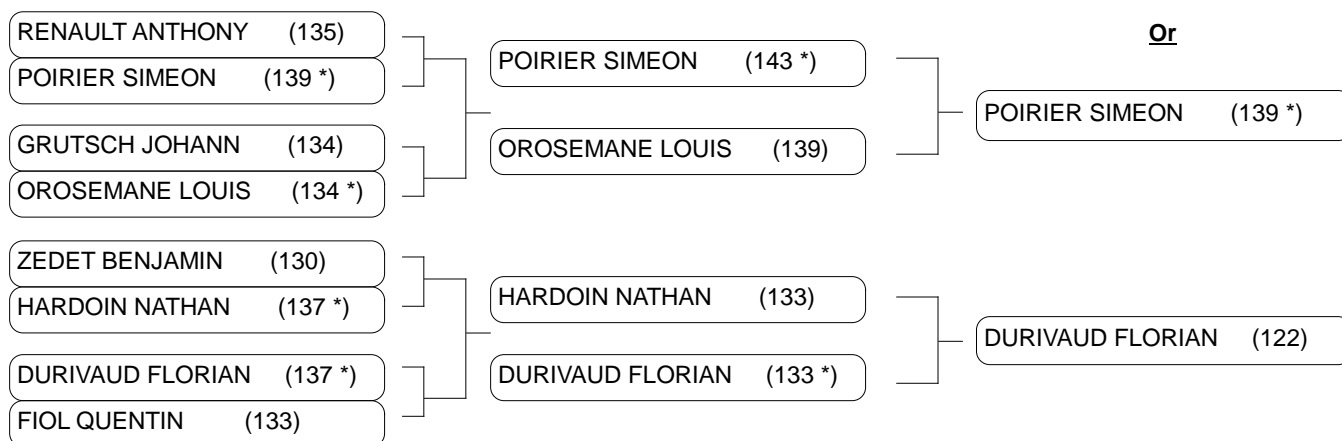 RENAULT ANTHONY (135)
POIRIER SIMEON (139 *)
GRUTSCH JOHANN (134)
OROSEMANE LOUIS (134 *)
ZEDET BENJAMIN (130)
HARDOIN NATHAN (137 *)
DURIVAUD FLORIAN (137 *)
FIOL QUENTIN (133)
POIRIER SIMEON (143 *)
OROSEMANE LOUIS (139)
HARDOIN NATHAN (133)
DURIVAUD FLORIAN (133 *)
Or
POIRIER SIMEON (139 *)
DURIVAUD FLORIAN (122)